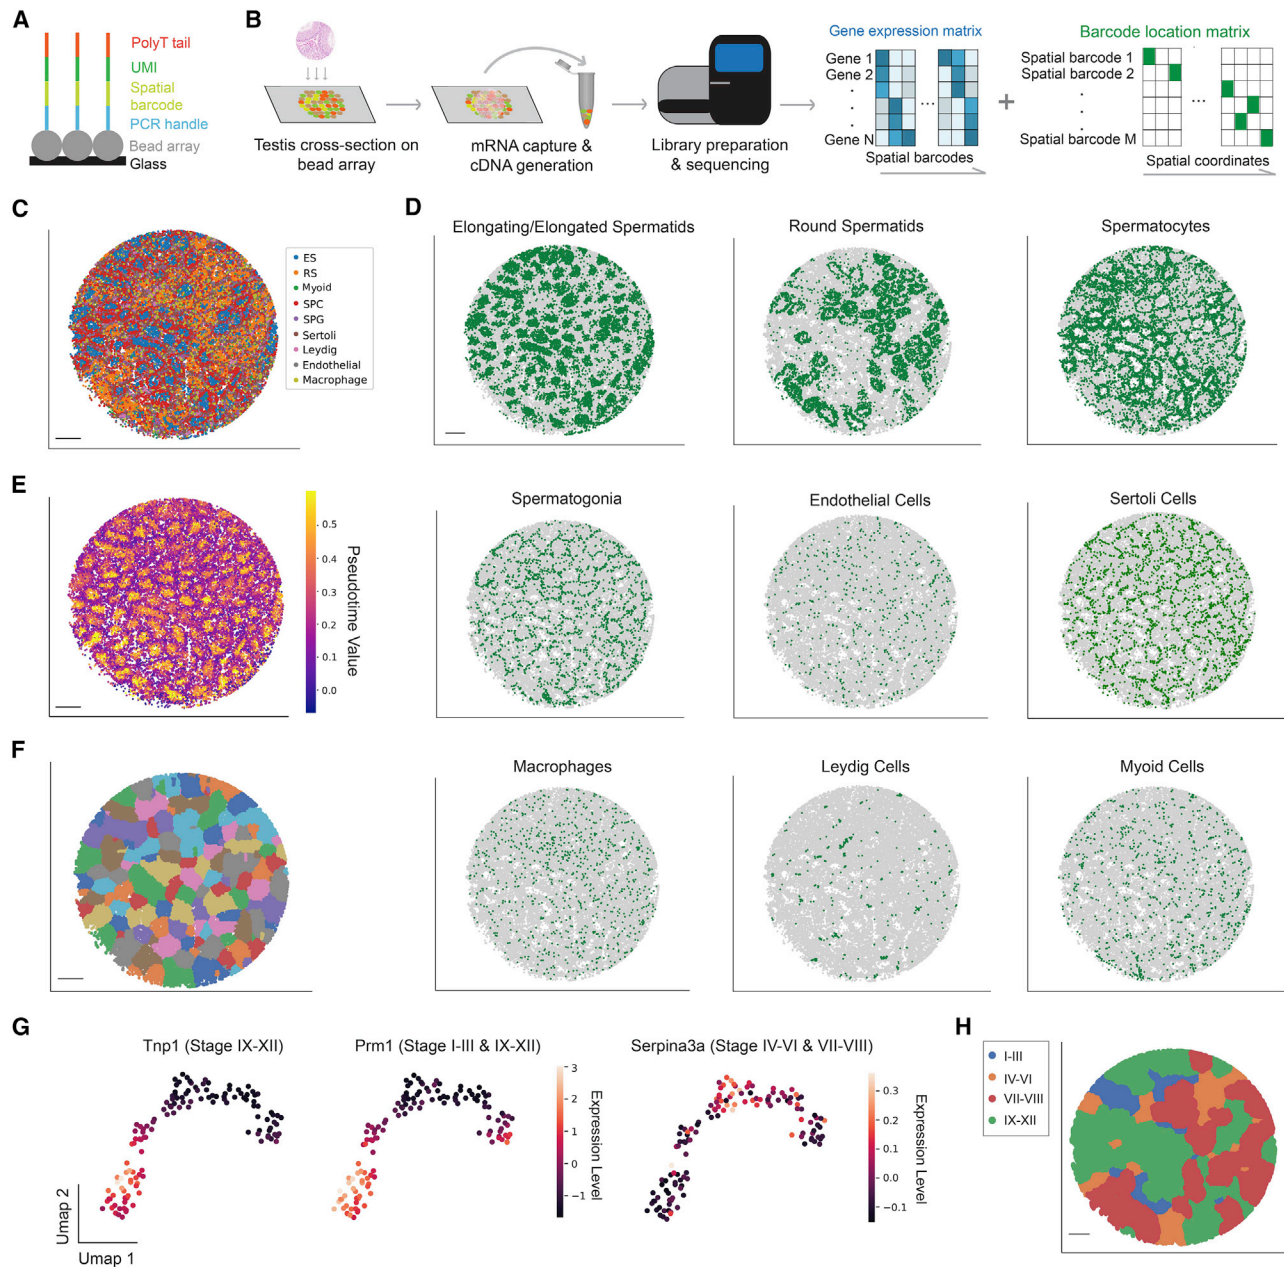 A
PolyT tail
UMI
Spatial
barcode
PCR handle
Bead array
Glass
B
Testis cross-section on
bead array
mRNA capture &
cDNA generation
Library preparation
& sequencing
Gene expression matrix
Gene 1
Gene 2
Gene N
Spatial barcodes
Barcode location matrix
Spatial barcode 1
Spatial barcode 2
Spatial barcode M
Spatial coordinates
C
ES
RS
Myoid
SPC
SPG
Sertoli
Leydig
Endothelial
Macrophage
D
Elongating/Elongated Spermatids
Round Spermatids
Spermatocytes
Spermatogonia
Endothelial Cells
Sertoli Cells
Macrophages
Leydig Cells
Myoid Cells
E
0.5
0.4
0.3
0.2
0.1
0.0
Pseudotime Value
F
G
Tnp1 (Stage IX-XII)
Umap 2
Umap 1
Prm1 (Stage I-III & IX-XII)
3
2
1
0
−1
Expression Level
Serpina3a (Stage IV-VI & VII-VIII)
0.3
0.2
0.1
0.0
−0.1
Expression Level
H
I-III
IV-VI
VII-VIII
IX-XII